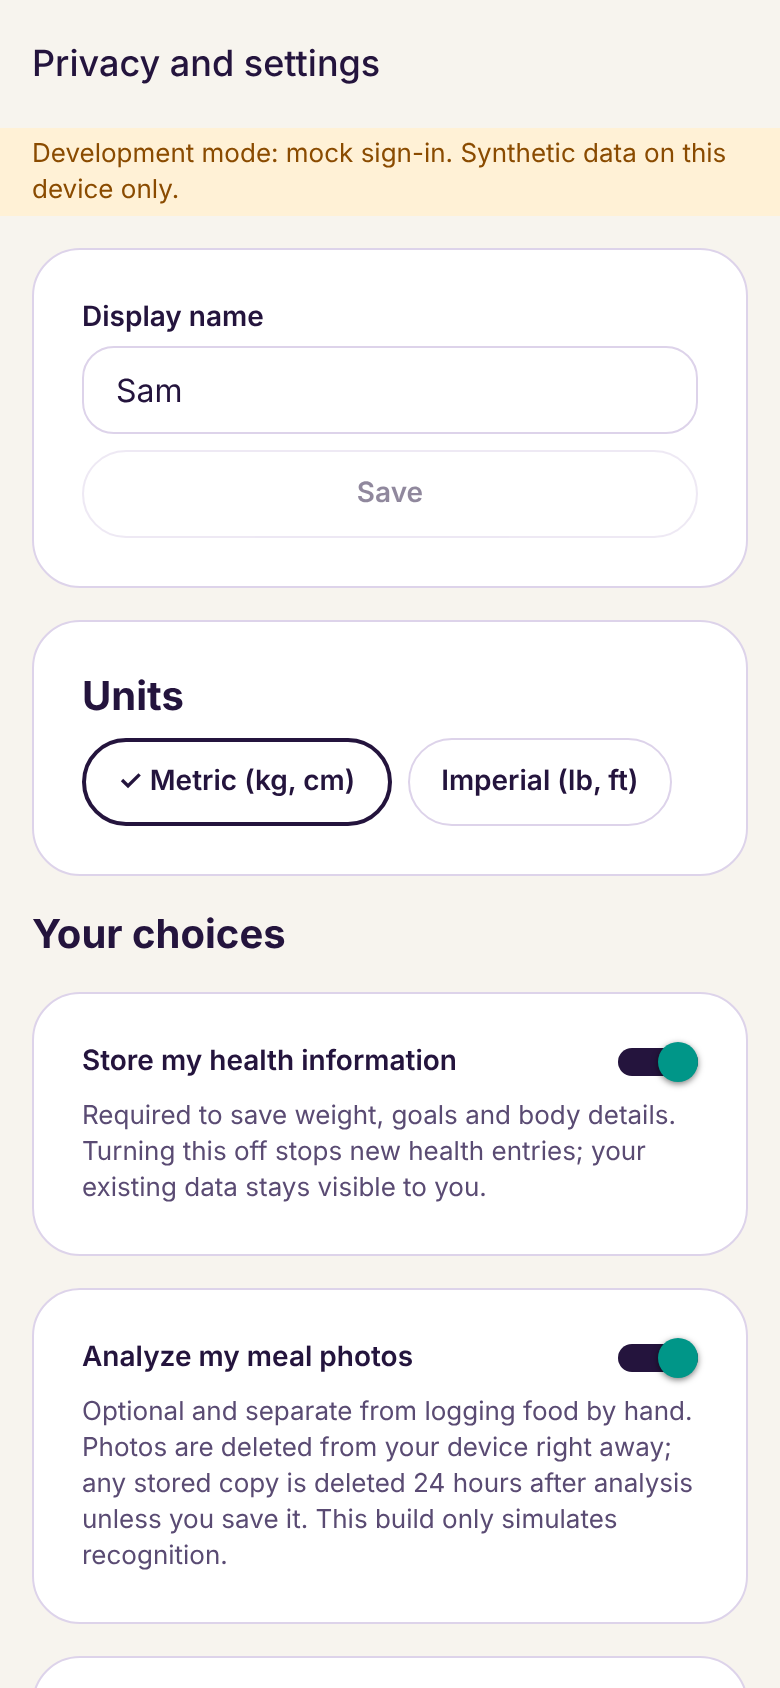 Privacy and settings
Development mode: mock sign-in. Synthetic data on this
device only.
Display name
Sam
Save
Units
✓ Metric (kg, cm)
Imperial (lb, ft)
Your choices
Store my health information
Required to save weight, goals and body details.
Turning this off stops new health entries; your
existing data stays visible to you.
Analyze my meal photos
Optional and separate from logging food by hand.
Photos are deleted from your device right away;
any stored copy is deleted 24 hours after analysis
unless you save it. This build only simulates
recognition.